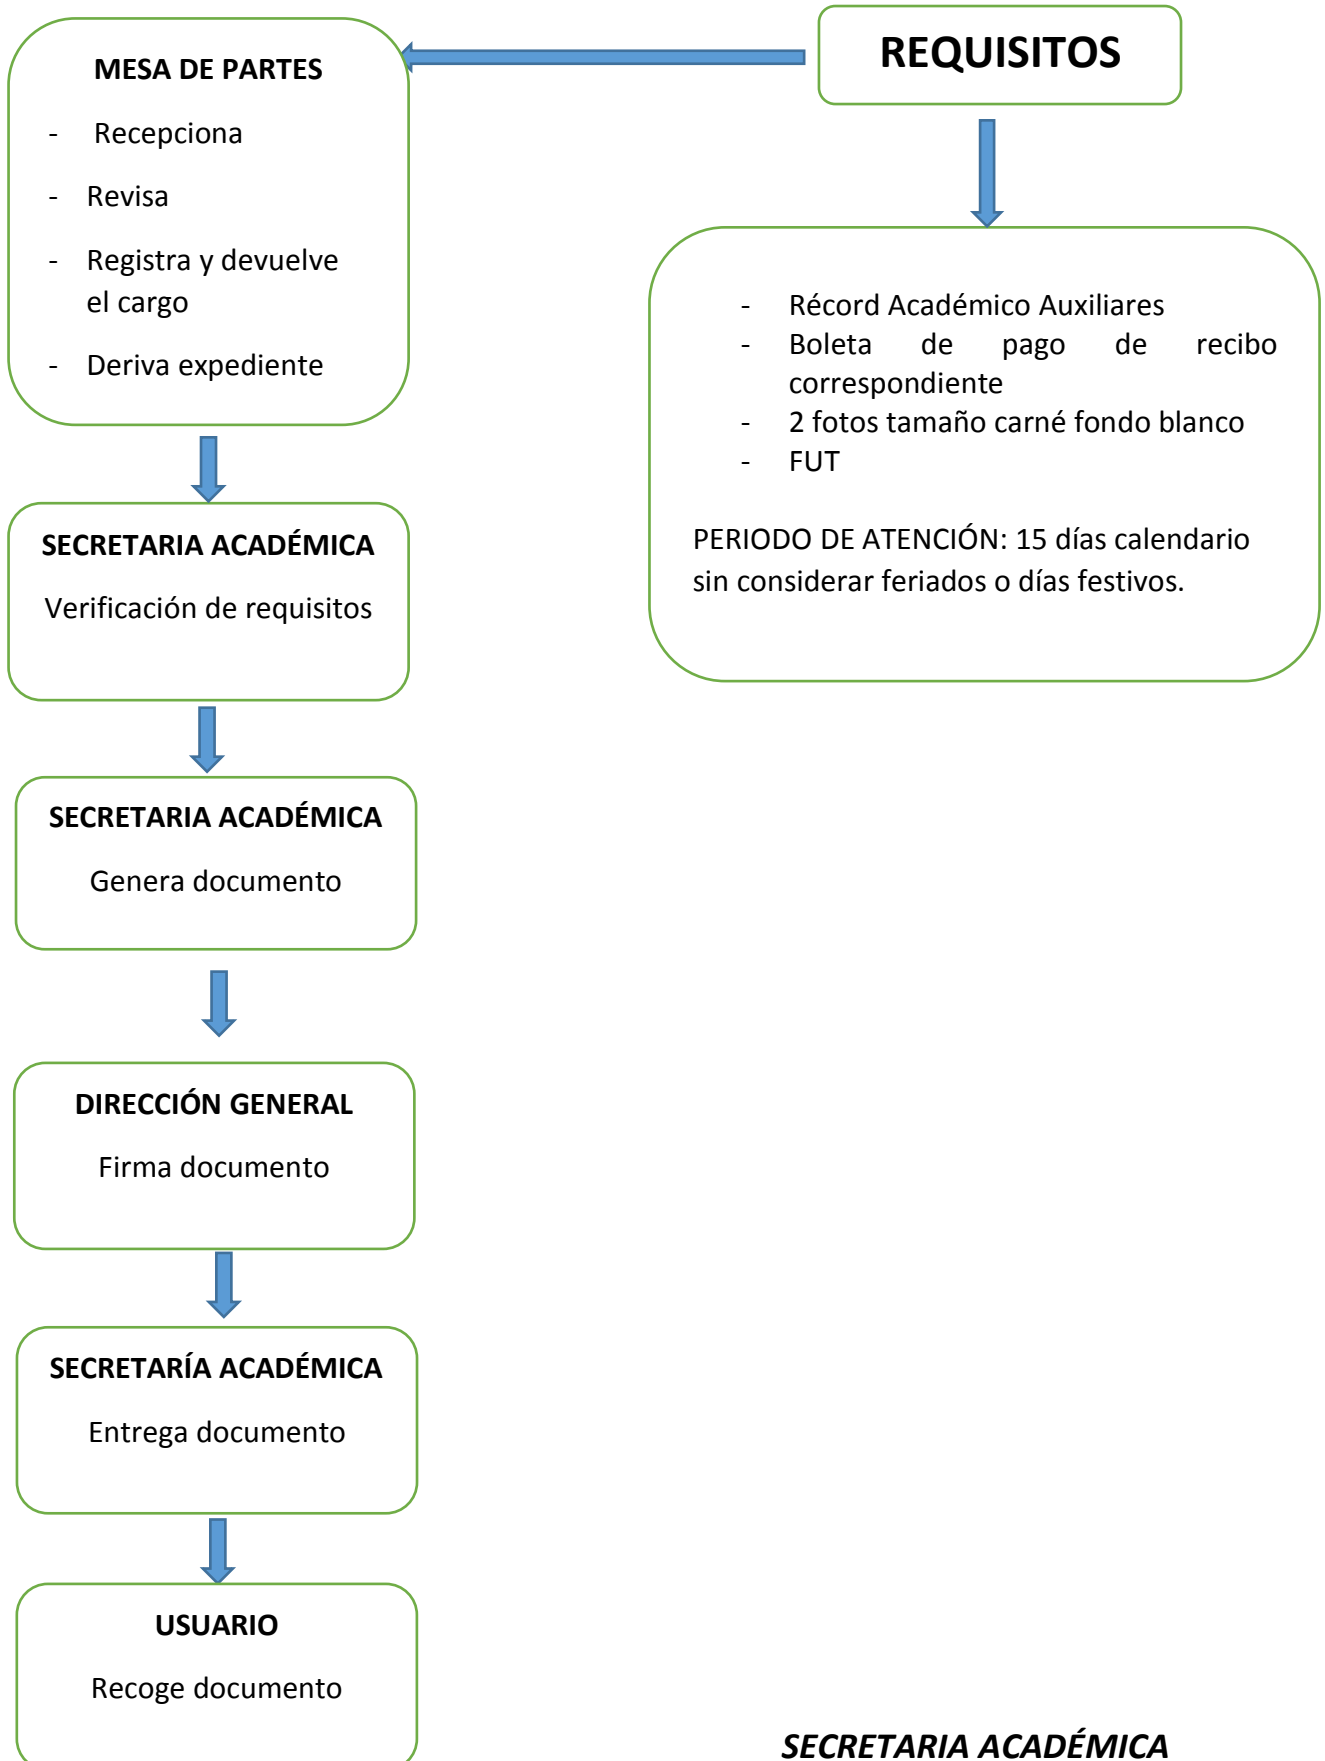 REQUISITOS
MESA DE PARTES
- Recepciona
- Revisa
- Registra y devuelve
el cargo
- Deriva expediente
- Récord Académico Auxiliares
- Boleta de pago de recibo
correspondiente
- 2 fotos tamaño carné fondo blanco
- FUT
PERIODO DE ATENCIÓN: 15 días calendario
sin considerar feriados o días festivos.
SECRETARIA ACADÉMICA
Verificación de requisitos
SECRETARIA ACADÉMICA
Genera documento
DIRECCIÓN GENERAL
Firma documento
SECRETARÍA ACADÉMICA
Entrega documento
USUARIO
Recoge documento
SECRETARIA ACADÉMICA